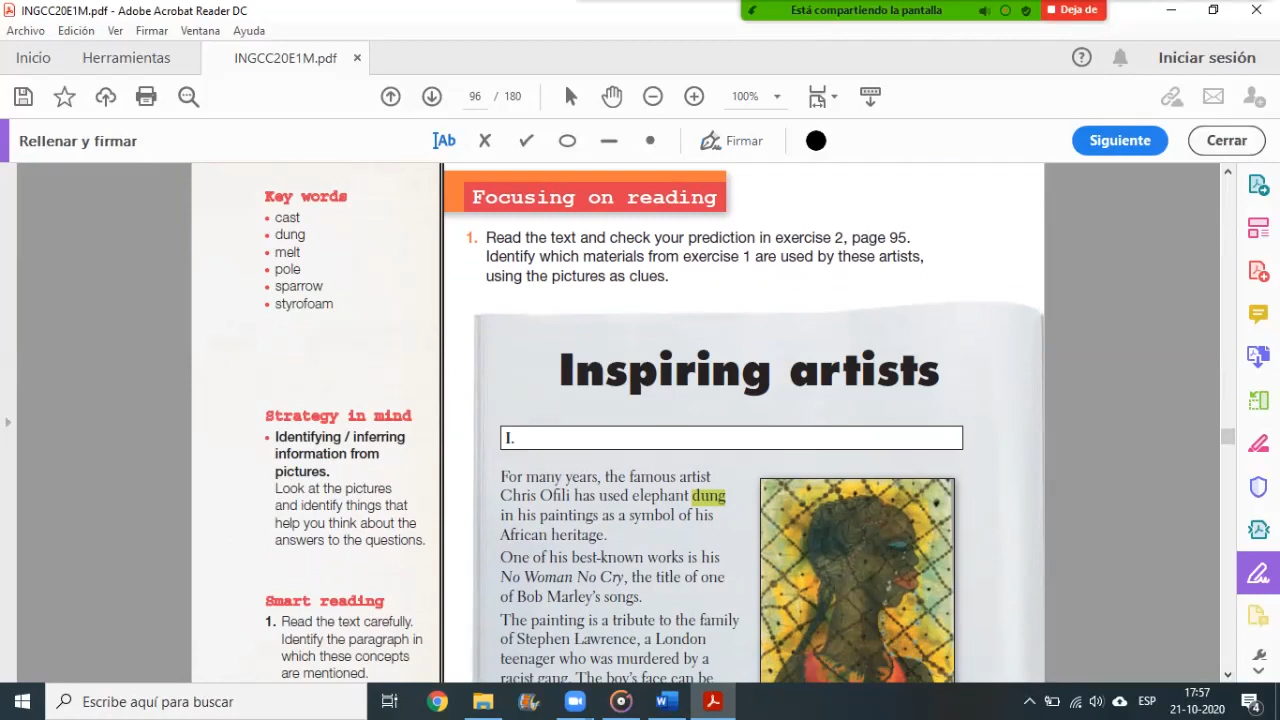 INGCC20E1M.pdf - Adobe Acrobat Reader DC
Está compartiendo la pantalla
Deja de
Archivo Edición Ver Firmar Ventana Ayuda
Inicio Herramientas INGCC20E1M.pdf Iniciar sesión
96 / 180 100%
Rellenar y firmar Ab Firmar Siguiente Cerrar
Key words
• cast
• dung
• melt
• pole
• sparrow
• styrofoam
Strategy in mind
• Identifying / inferring
information from
pictures.
Look at the pictures
and identify things that
help you think about the
answers to the questions.
Smart reading
1. Read the text carefully.
Identify the paragraph in
which these concepts
are mentioned.
Focusing on reading
1. Read the text and check your prediction in exercise 2, page 95.
Identify which materials from exercise 1 are used by these artists,
using the pictures as clues.
Inspiring artists
I.
For many years, the famous artist
Chris Ofili has used elephant dung
in his paintings as a symbol of his
African heritage.
One of his best-known works is his
No Woman No Cry, the title of one
of Bob Marley's songs.
The painting is a tribute to the family
of Stephen Lawrence, a London
teenager who was murdered by a
racist gang. The boy's face can be
Escribe aquí para buscar
ESP
17:57
21-10-2020
4